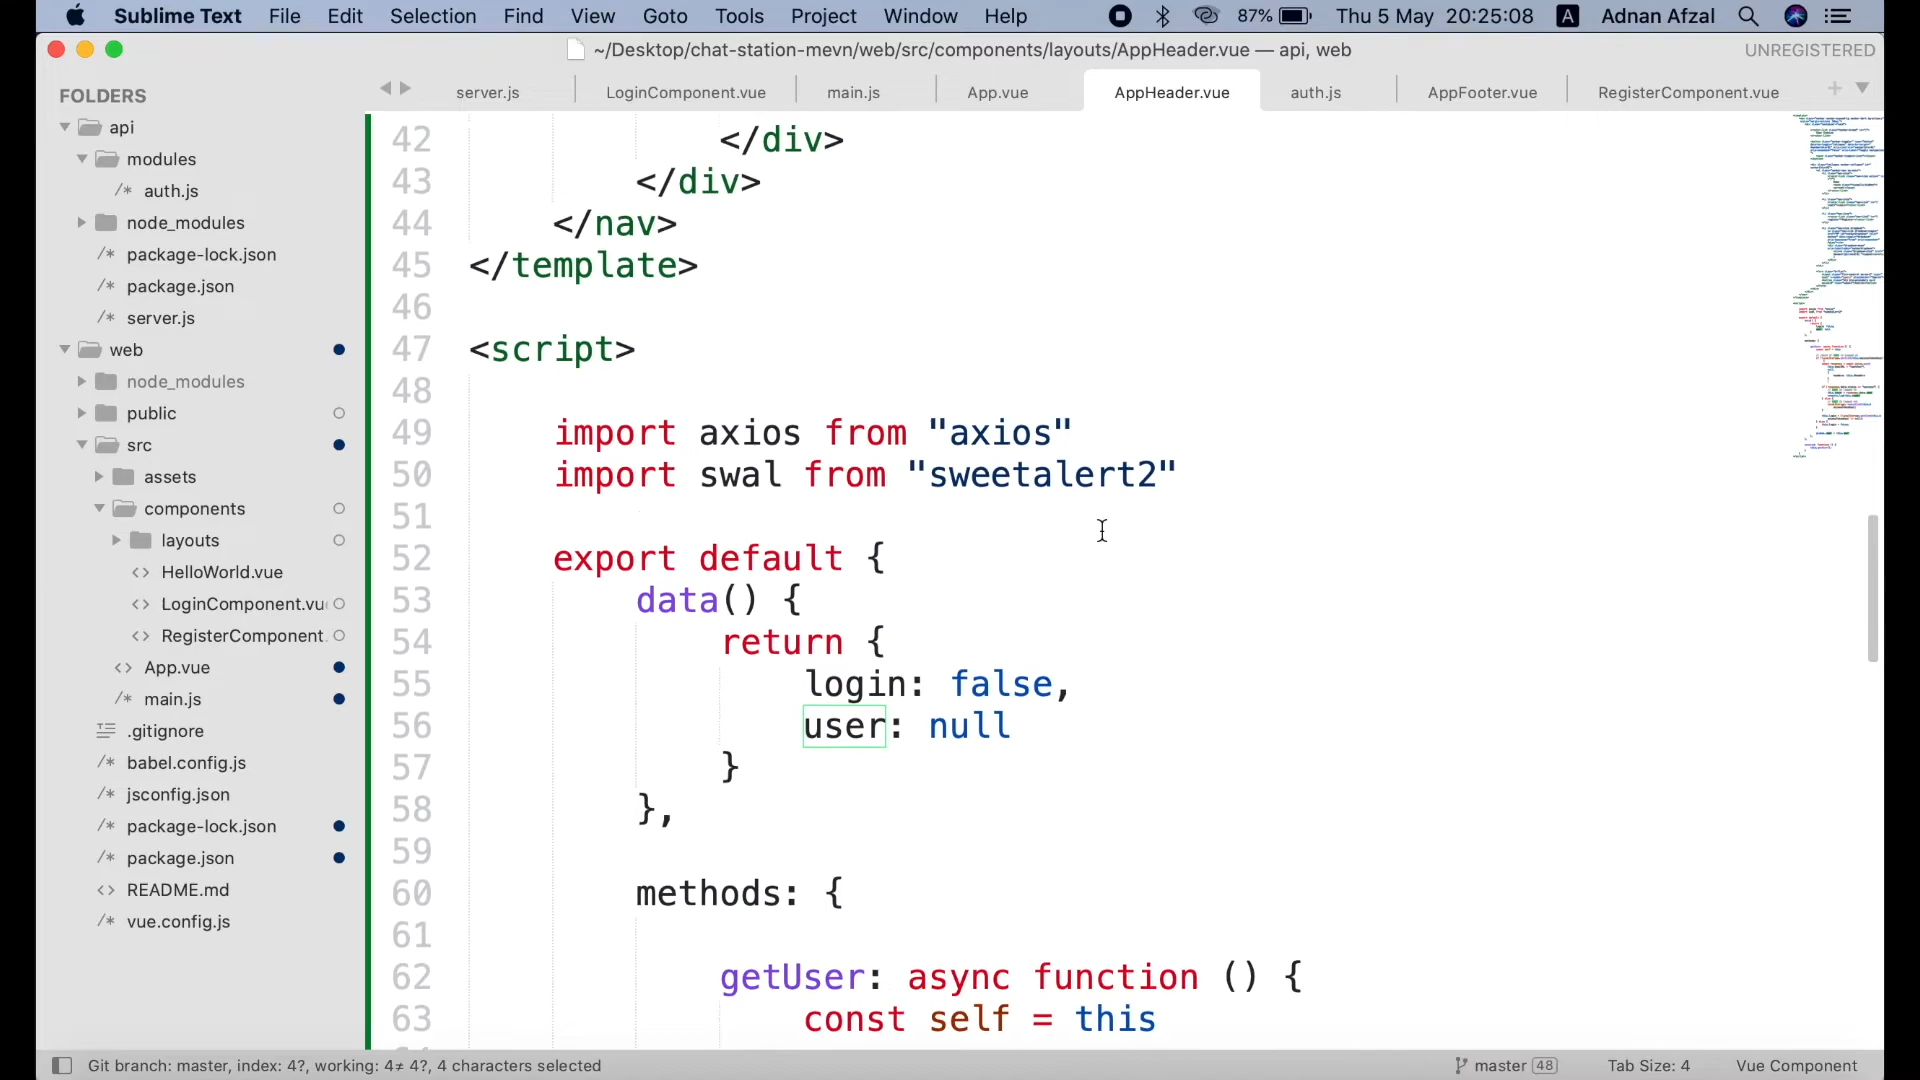 Sublime Text File Edit Selection Find View Goto Tools Project Window Help 87% Thu 5 May 20:25:08 A Adnan Afzal
~/Desktop/chat-station-mevn/web/src/components/layouts/AppHeader.vue — api, web UNREGISTERED
server.js LoginComponent.vue main.js App.vue AppHeader.vue auth.js AppFooter.vue RegisterComponent.vue
FOLDERS
api
modules
/* auth.js
node_modules
/* package-lock.json
/* package.json
/* server.js
web
node_modules
public
src
assets
components
layouts
<> HelloWorld.vue
<> LoginComponent.vu
<> RegisterComponent.
<> App.vue
/* main.js
.gitignore
/* babel.config.js
/* jsconfig.json
/* package-lock.json
/* package.json
<> README.md
/* vue.config.js
42 </div>
43 </div>
44 </nav>
45 </template>
46
47 <script>
48
49 import axios from "axios"
50 import swal from "sweetalert2"
51
52 export default {
53 data() {
54 return {
55 login: false,
56 user: null
57 }
58 },
59
60 methods: {
61
62 getUser: async function () {
63 const self = this
Git branch: master, index: 4?, working: 4≠ 4?, 4 characters selected master 48 Tab Size: 4 Vue Component